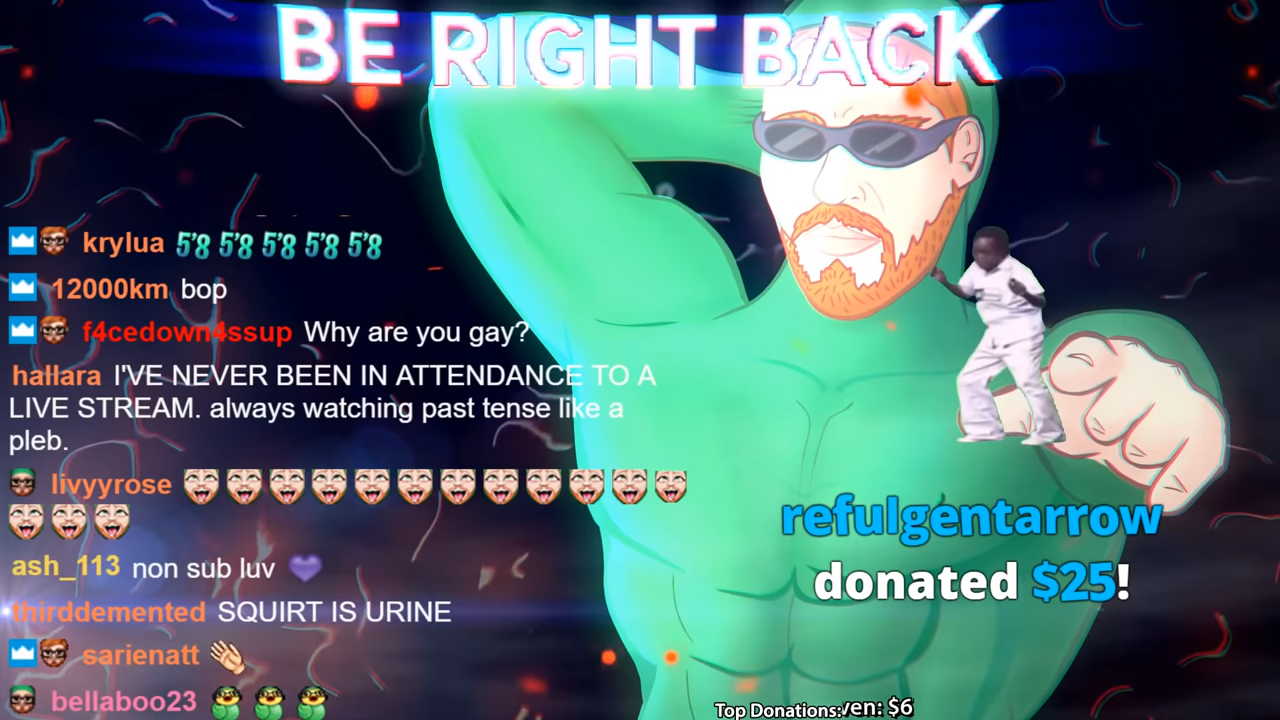 BE RIGHT BACK
krylua 5'8 5'8 5'8 5'8 5'8
12000km bop
f4cedown4ssup Why are you gay?
hallara I'VE NEVER BEEN IN ATTENDANCE TO A
LIVE STREAM. always watching past tense like a
pleb.
livyyrose
ash_113 non sub luv 💜
thirddemented SQUIRT IS URINE
sarienatt 👋
bellaboo23
refulgentarrow
donated $25!
Top Donations: ven: $6